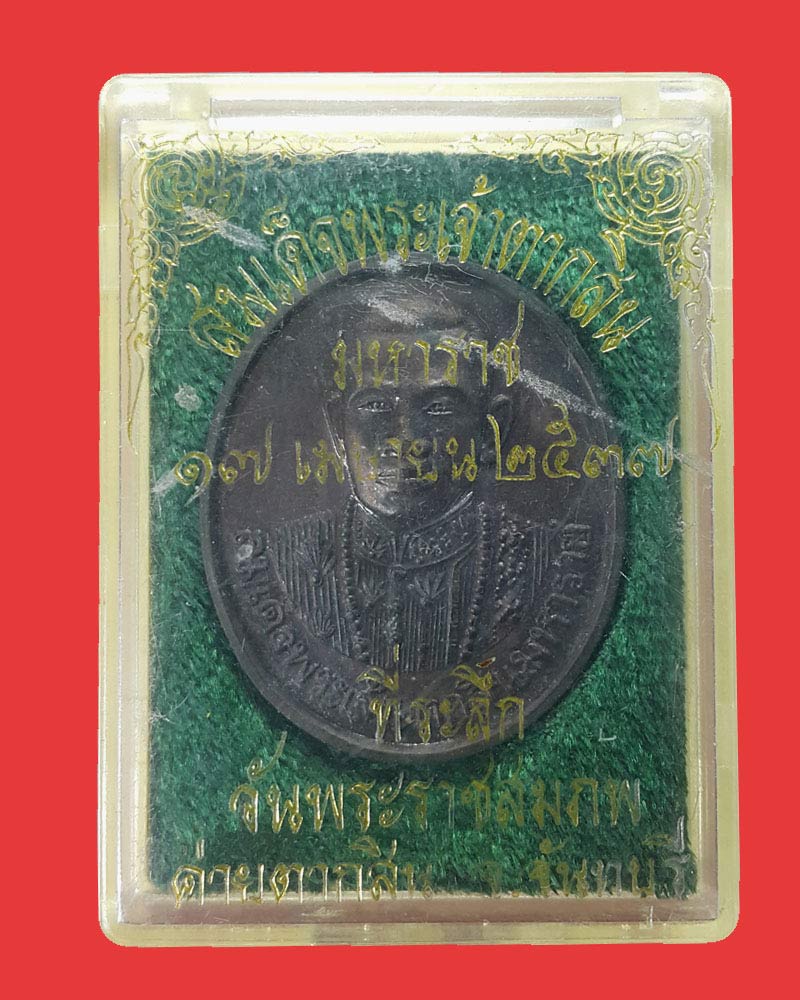 สมเด็จพระเจ้าตากสิน
มหาราช
๑๗ เมษายน ๒๕๓๗
ที่ระลึก
วันพระราชสมภพ
ค่ายตากสิน จ.จันทบุรี